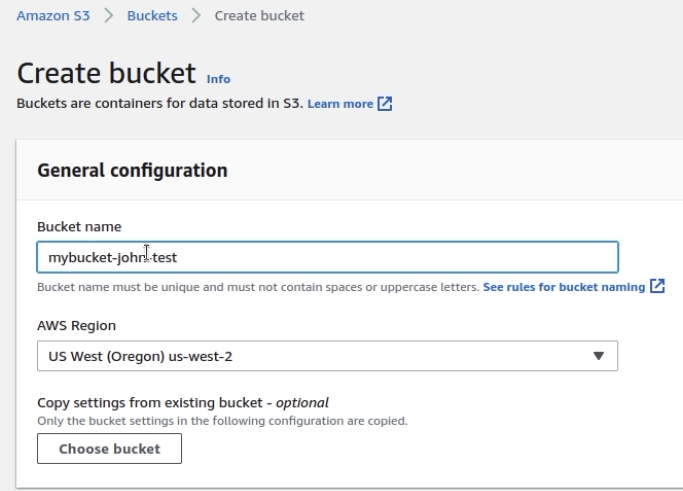 Amazon S3 > Buckets > Create bucket
Create bucket Info
Buckets are containers for data stored in S3. Learn more
General configuration
Bucket name
mybucket-john-test
Bucket name must be unique and must not contain spaces or uppercase letters. See rules for bucket naming
AWS Region
US West (Oregon) us-west-2
Copy settings from existing bucket - optional
Only the bucket settings in the following configuration are copied.
Choose bucket